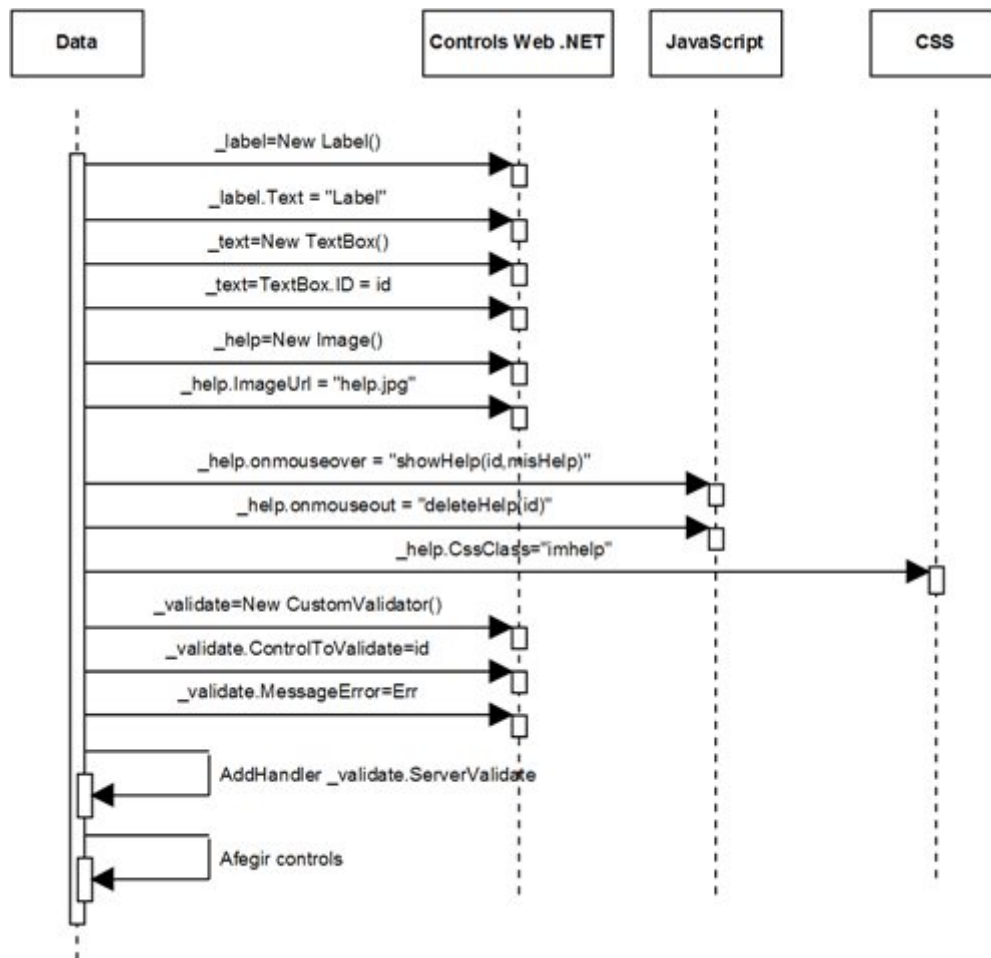 Data
Controls Web .NET
JavaScript
CSS
_label=New Label()
_label.Text = "Label"
_text=New TextBox()
_text=TextBox.ID = id
_help=New Image()
_help.ImageUrl = "help.jpg"
_help.onmouseover = "showHelp(id,misHelp)"
_help.onmouseout = "deleteHelp(id)"
_help.CssClass="imhelp"
_validate=New CustomValidator()
_validate.ControlToValidate=id
_validate.MessageError=Err
AddHandler _validate.ServerValidate
Afegir controls